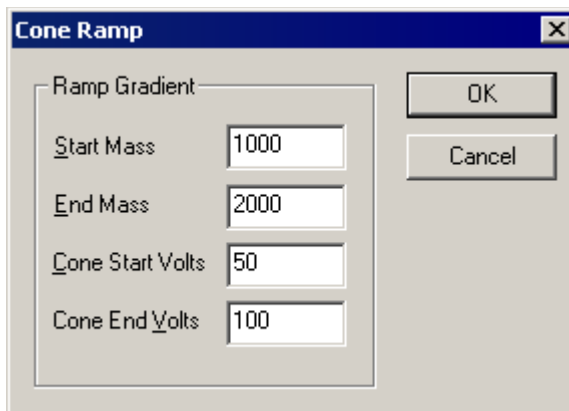 Cone Ramp
Ramp Gradient
Start Mass 1000
End Mass 2000
Cone Start Volts 50
Cone End Volts 100
OK
Cancel